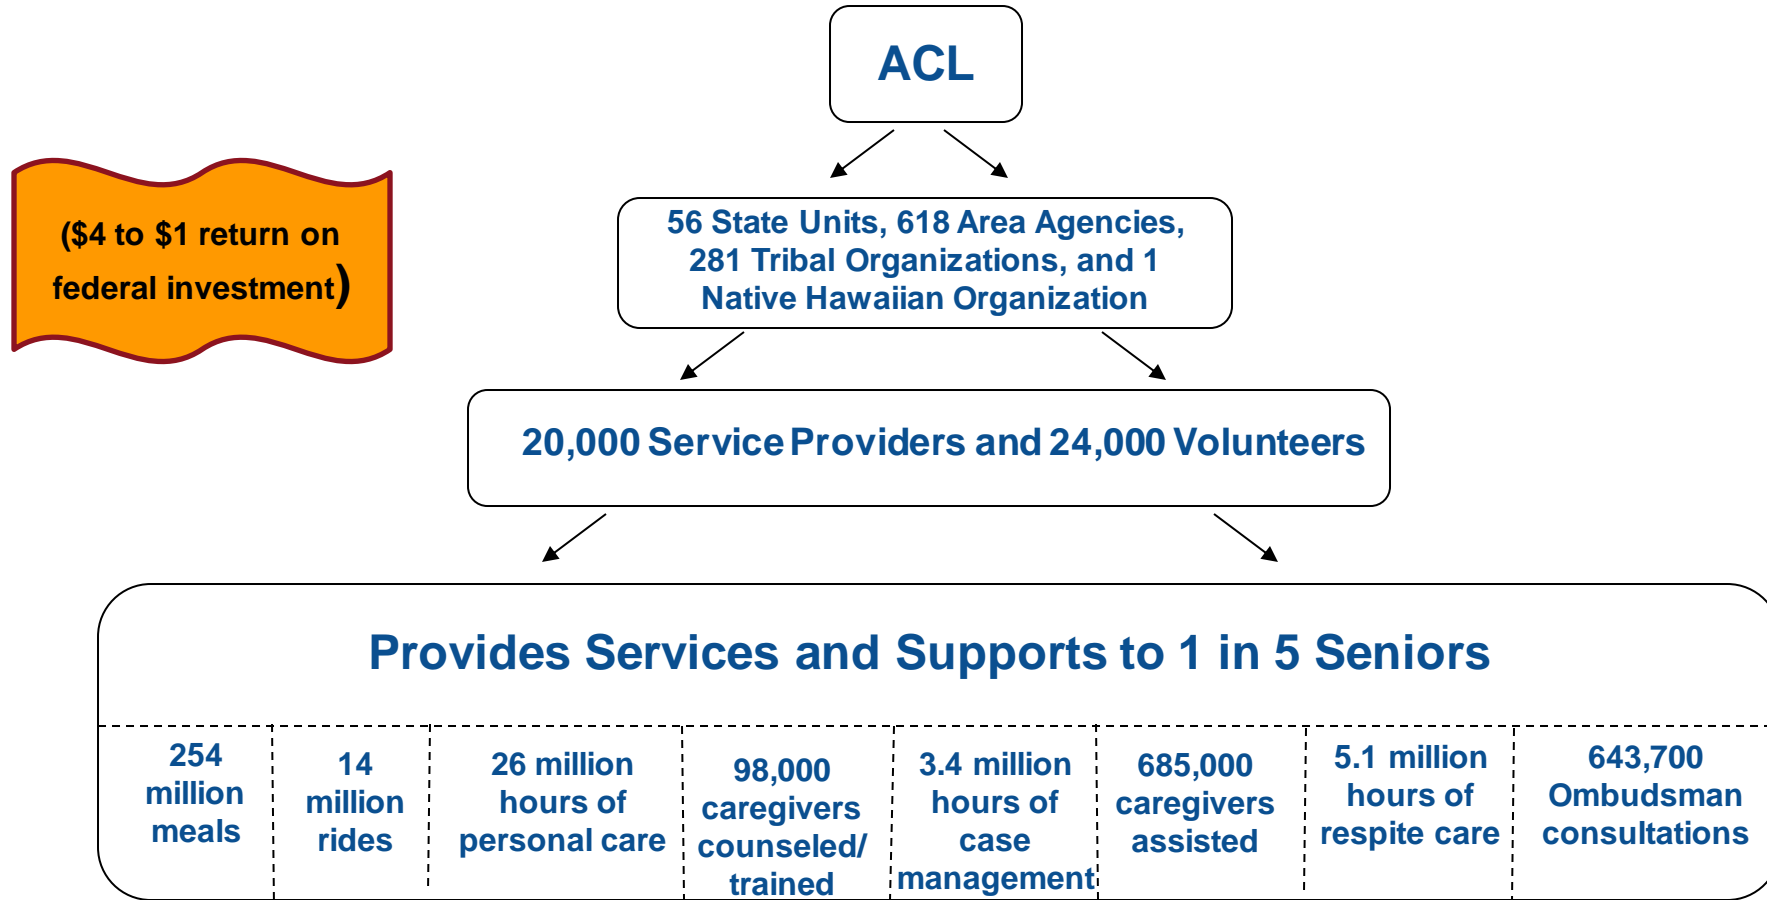 ACL
($4 to $1 return on
federal investment)
56 State Units, 618 Area Agencies,
281 Tribal Organizations, and 1
Native Hawaiian Organization
20,000 Service Providers and 24,000 Volunteers
Provides Services and Supports to 1 in 5 Seniors
254
million
meals
14
million
rides
26 million
hours of
personal care
98,000
caregivers
counseled/
trained
3.4 million
hours of
case
management
685,000
caregivers
assisted
5.1 million
hours of
respite care
643,700
Ombudsman
consultations